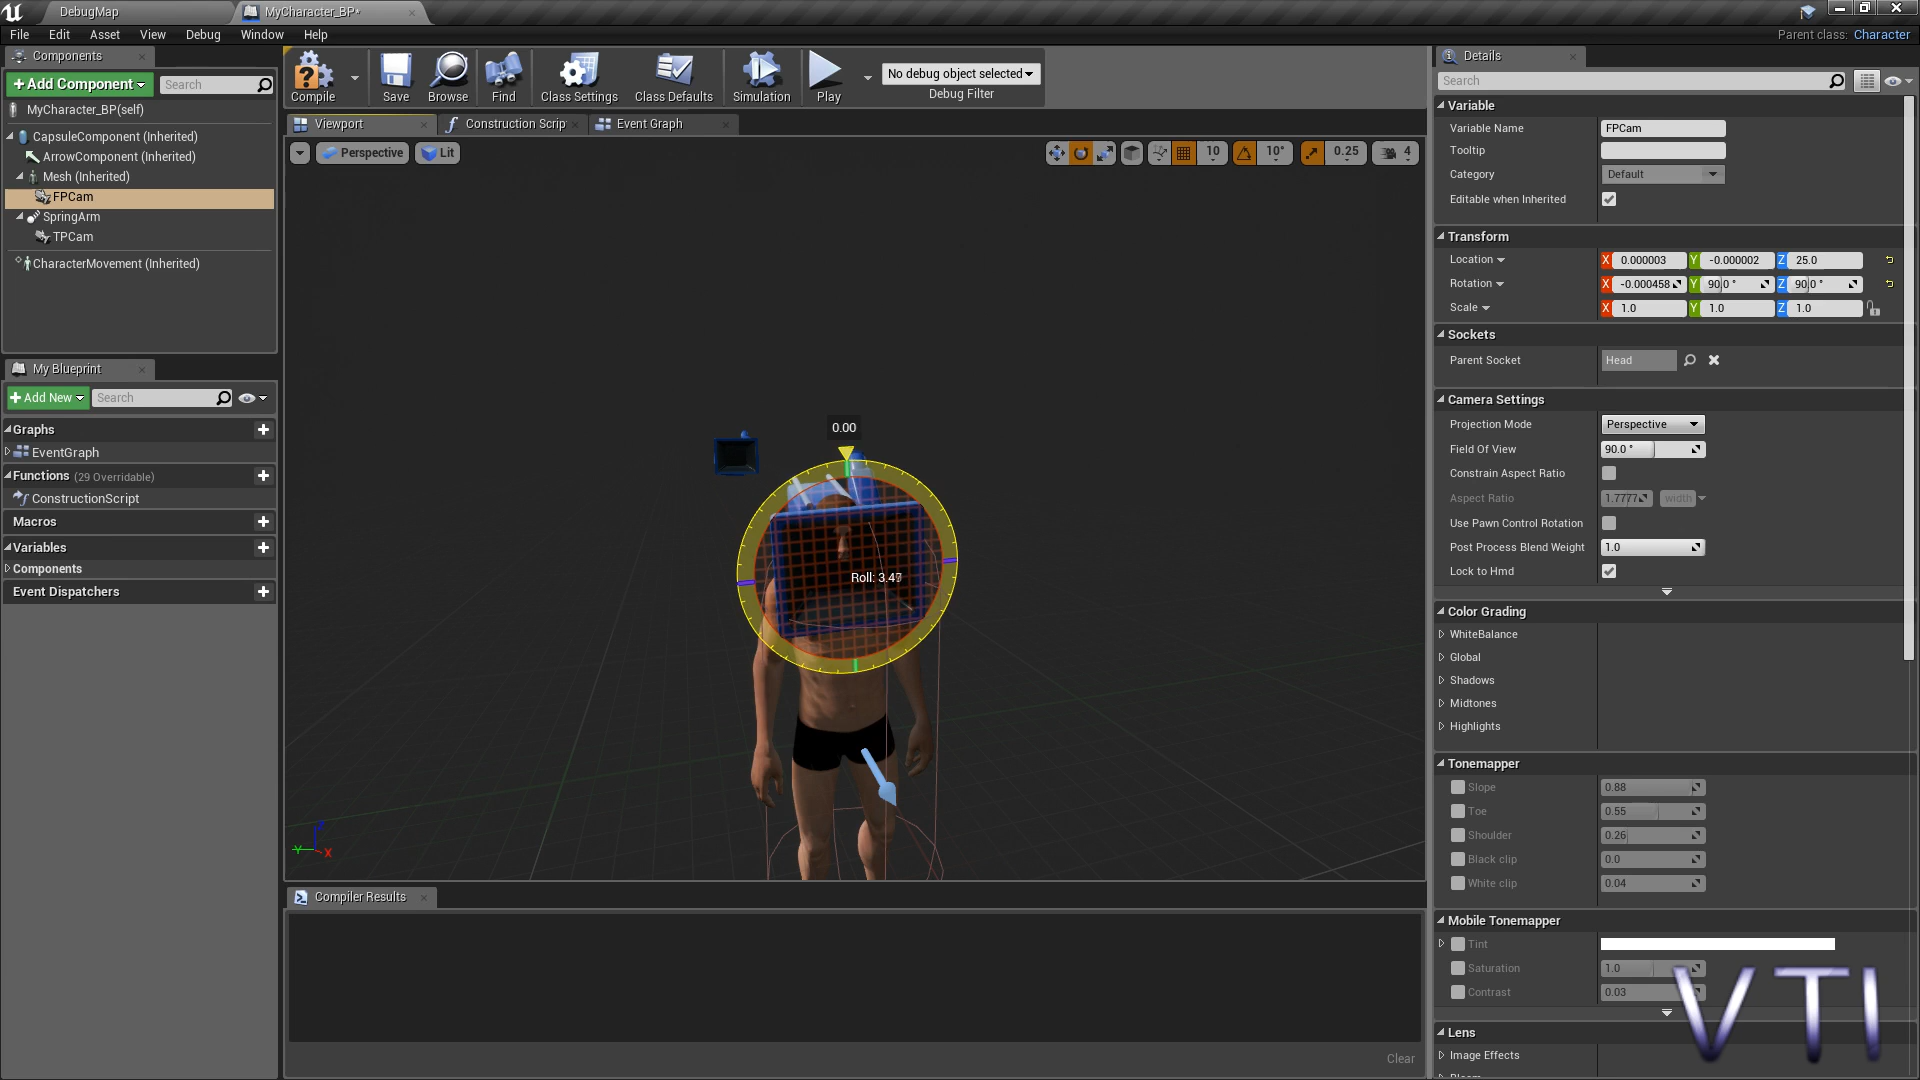 DebugMap
MyCharacter_BP*
File Edit Asset View Debug Window Help
Parent class: Character
Components
+Add Component
Search
MyCharacter_BP(self)
CapsuleComponent (Inherited)
ArrowComponent (Inherited)
Mesh (Inherited)
FPCam
SpringArm
TPCam
CharacterMovement (Inherited)
My Blueprint
+Add New
Search
Graphs
EventGraph
Functions (29 Overridable)
ConstructionScript
Macros
Variables
Components
Event Dispatchers
Compile
Save
Browse
Find
Class Settings
Class Defaults
Simulation
Play
No debug object selected
Debug Filter
Viewport
Construction Scrip
Event Graph
Perspective
Lit
10
10°
0.25
4
0.00
Roll: 3.4
Y
X
Compiler Results
Clear
Details
Search
Variable
Variable Name FPCam
Tooltip
Category Default
Editable when Inherited
Transform
Location X 0.000003 Y -0.000002 Z 25.0
Rotation X -0.000458 Y 90.0 ° Z 90.0 °
Scale X 1.0 Y 1.0 Z 1.0
Sockets
Parent Socket Head
Camera Settings
Projection Mode Perspective
Field Of View 90.0 °
Constrain Aspect Ratio
Aspect Ratio 1.7777 width
Use Pawn Control Rotation
Post Process Blend Weight 1.0
Lock to Hmd
Color Grading
WhiteBalance
Global
Shadows
Midtones
Highlights
Tonemapper
Slope 0.88
Toe 0.55
Shoulder 0.26
Black clip 0.0
White clip 0.04
Mobile Tonemapper
Tint
Saturation 1.0
Contrast 0.03
Lens
Image Effects
VTI